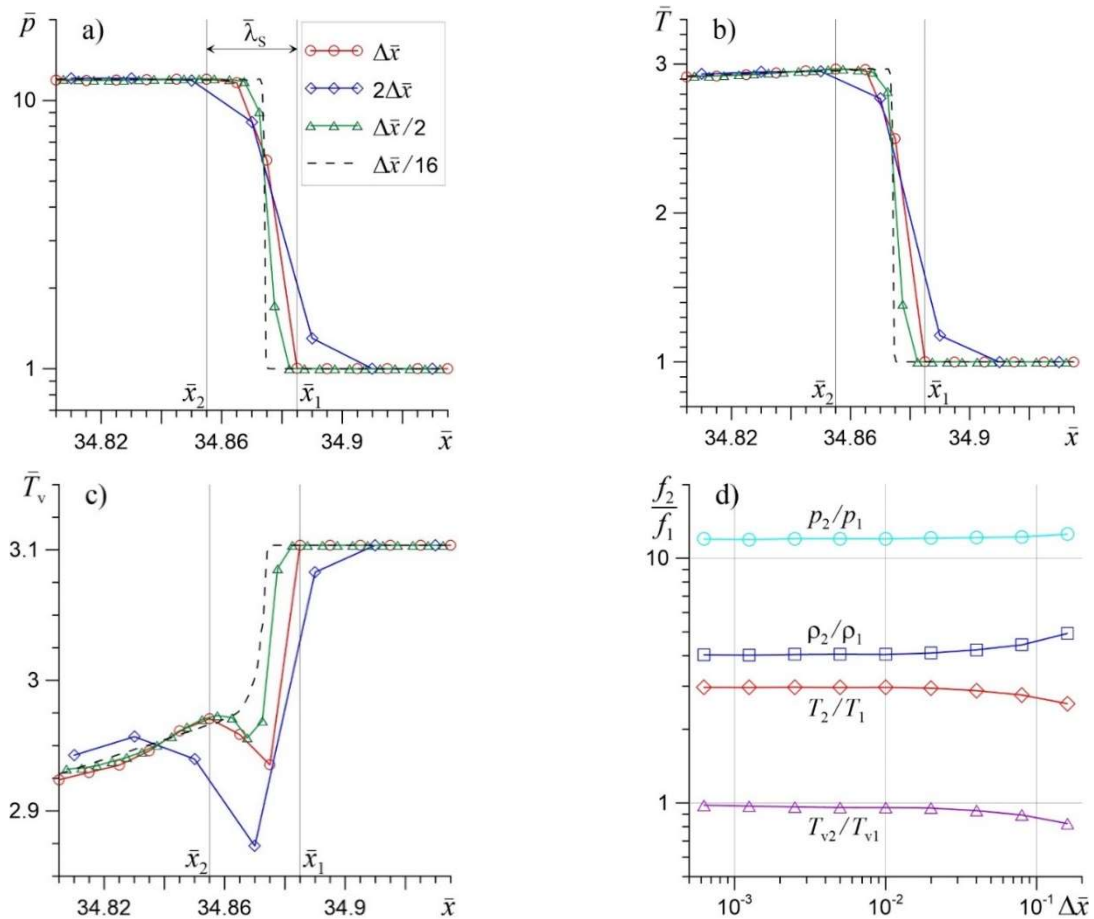 p̄
a)
λ̄S
Δx̄
2Δx̄
Δx̄/2
Δx̄/16
10
1
x̄2
x̄1
34.82
34.86
34.9
x̄
T̄
b)
3
2
1
x̄2
x̄1
34.82
34.86
34.9
x̄
T̄v
c)
3.1
3
2.9
x̄2
x̄1
34.82
34.86
34.9
x̄
f2
f1
d)
p2/p1
10
ρ2/ρ1
T2/T1
1
Tv2/Tv1
10-3
10-2
10-1
Δx̄